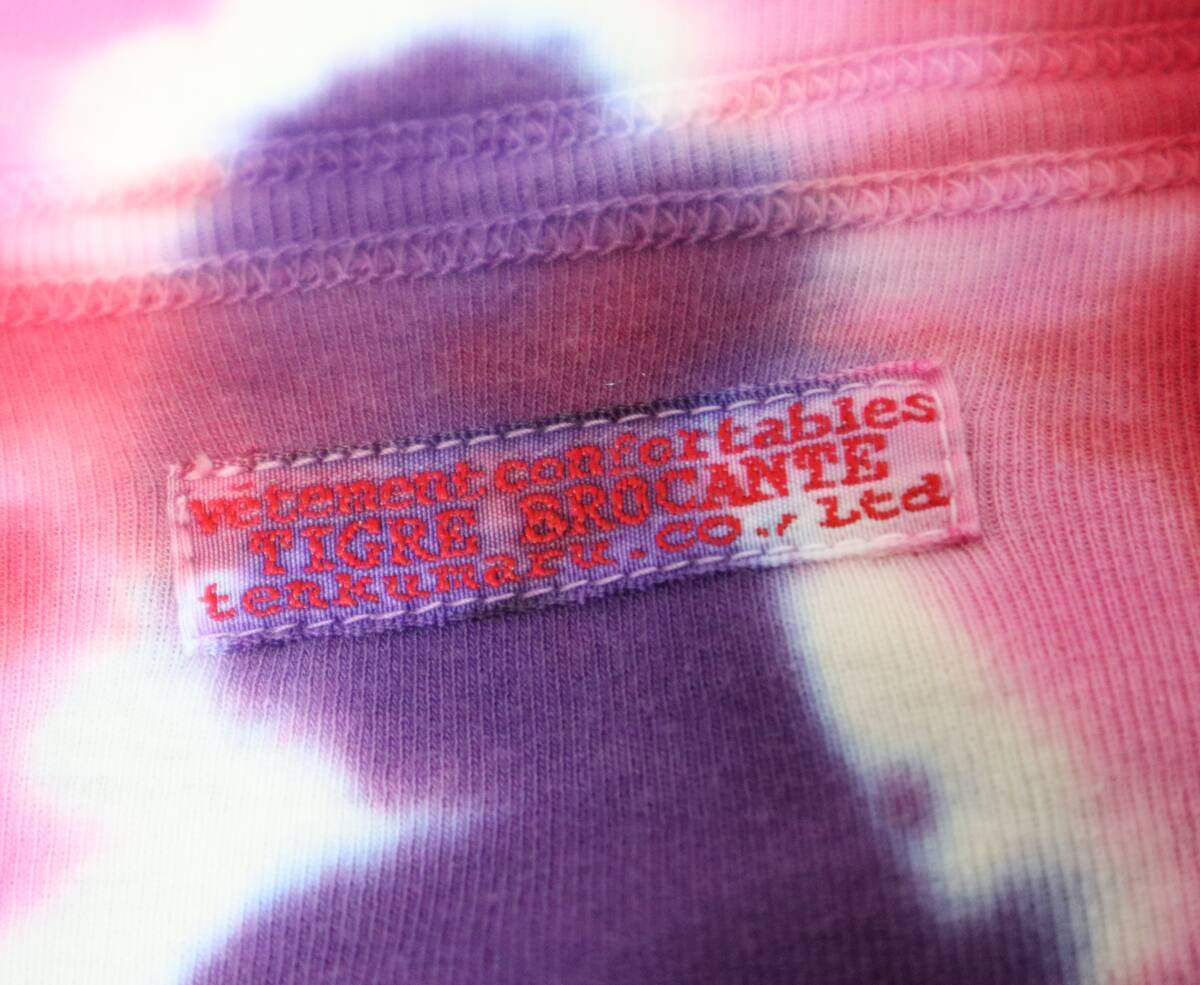 vêtement confortables
TIGRE BROCANTE
tenkumaru.co., Ltd